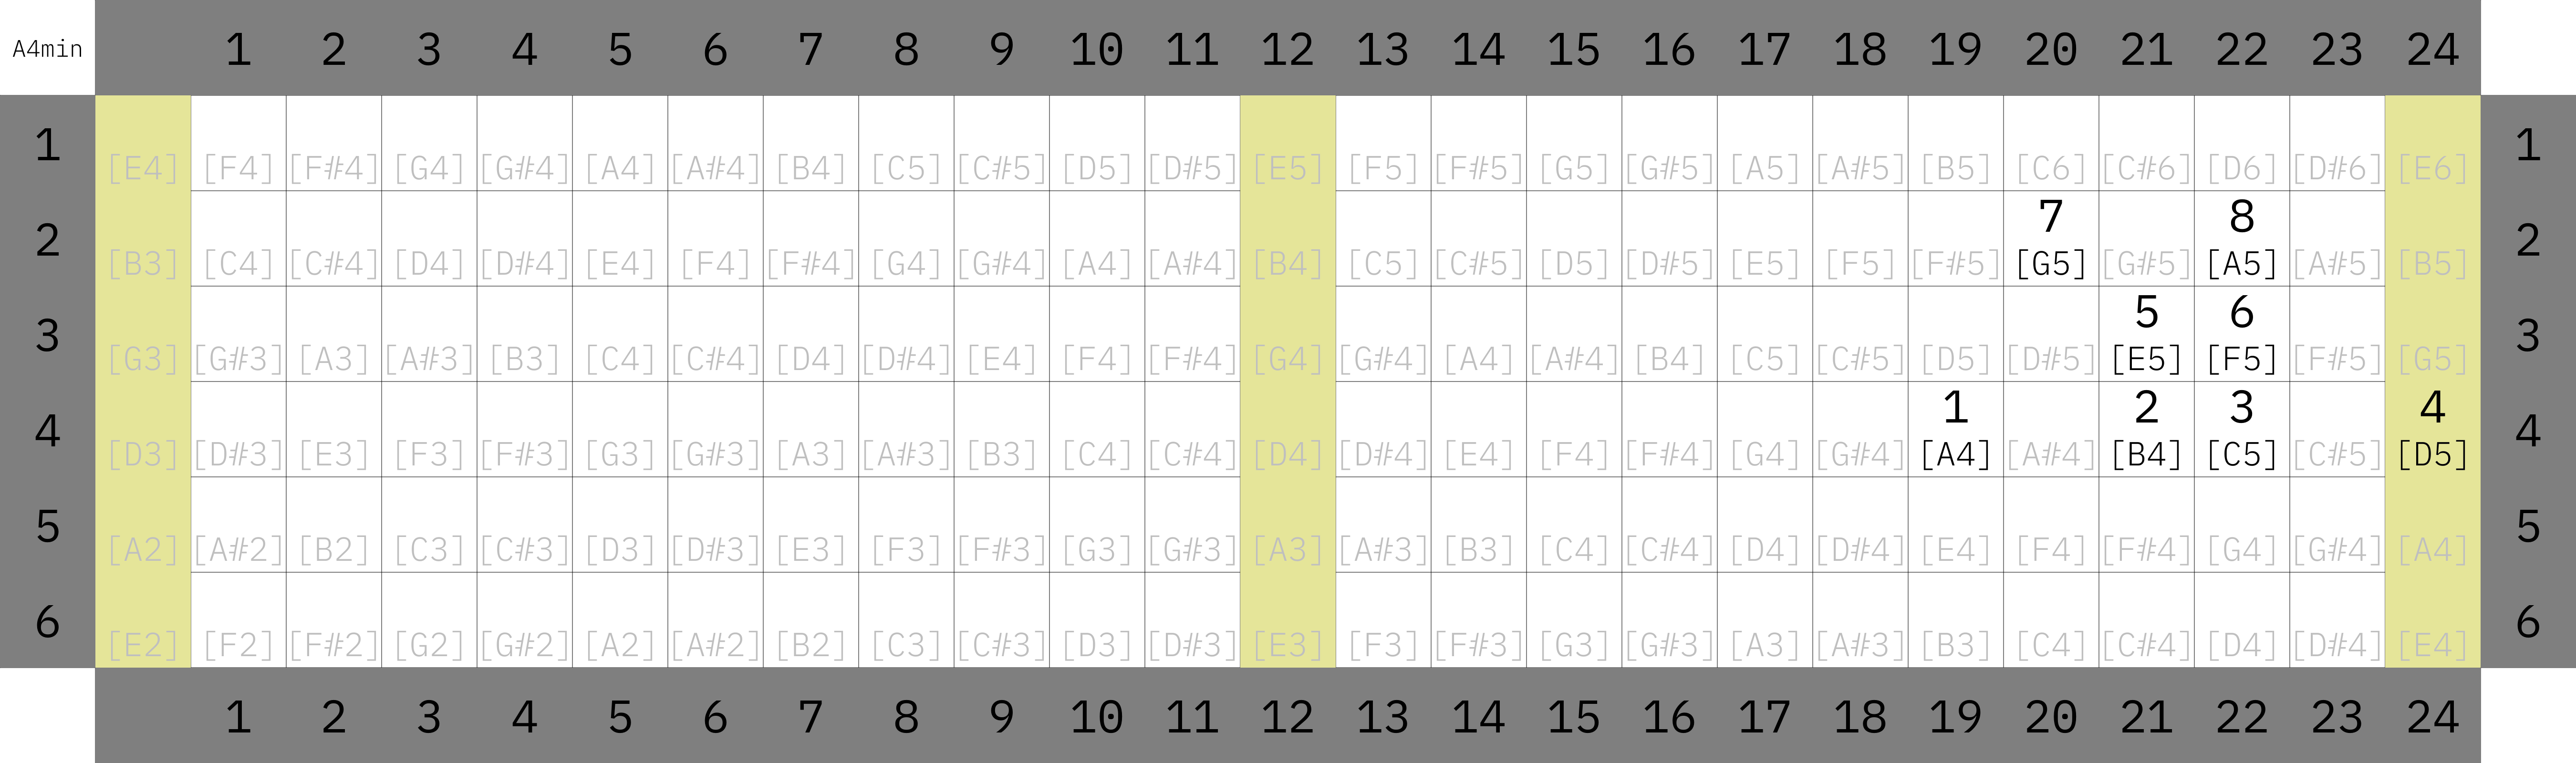 A4min 1 2 3 4 5 6 7 8 9 10 11 12 13 14 15 16 17 18 19 20 21 22 23 24
1 [E4] [F4] [F#4] [G4] [G#4] [A4] [A#4] [B4] [C5] [C#5] [D5] [D#5] [E5] [F5] [F#5] [G5] [G#5] [A5] [A#5] [B5] [C6] [C#6] [D6] [D#6] [E6] 1
7 8
2 [B3] [C4] [C#4] [D4] [D#4] [E4] [F4] [F#4] [G4] [G#4] [A4] [A#4] [B4] [C5] [C#5] [D5] [D#5] [E5] [F5] [F#5] [G5] [G#5] [A5] [A#5] [B5] 2
5 6
3 [G3] [G#3] [A3] [A#3] [B3] [C4] [C#4] [D4] [D#4] [E4] [F4] [F#4] [G4] [G#4] [A4] [A#4] [B4] [C5] [C#5] [D5] [D#5] [E5] [F5] [F#5] [G5] 3
1 2 3 4
4 [D3] [D#3] [E3] [F3] [F#3] [G3] [G#3] [A3] [A#3] [B3] [C4] [C#4] [D4] [D#4] [E4] [F4] [F#4] [G4] [G#4] [A4] [A#4] [B4] [C5] [C#5] [D5] 4
5 [A2] [A#2] [B2] [C3] [C#3] [D3] [D#3] [E3] [F3] [F#3] [G3] [G#3] [A3] [A#3] [B3] [C4] [C#4] [D4] [D#4] [E4] [F4] [F#4] [G4] [G#4] [A4] 5
6 [E2] [F2] [F#2] [G2] [G#2] [A2] [A#2] [B2] [C3] [C#3] [D3] [D#3] [E3] [F3] [F#3] [G3] [G#3] [A3] [A#3] [B3] [C4] [C#4] [D4] [D#4] [E4] 6
1 2 3 4 5 6 7 8 9 10 11 12 13 14 15 16 17 18 19 20 21 22 23 24